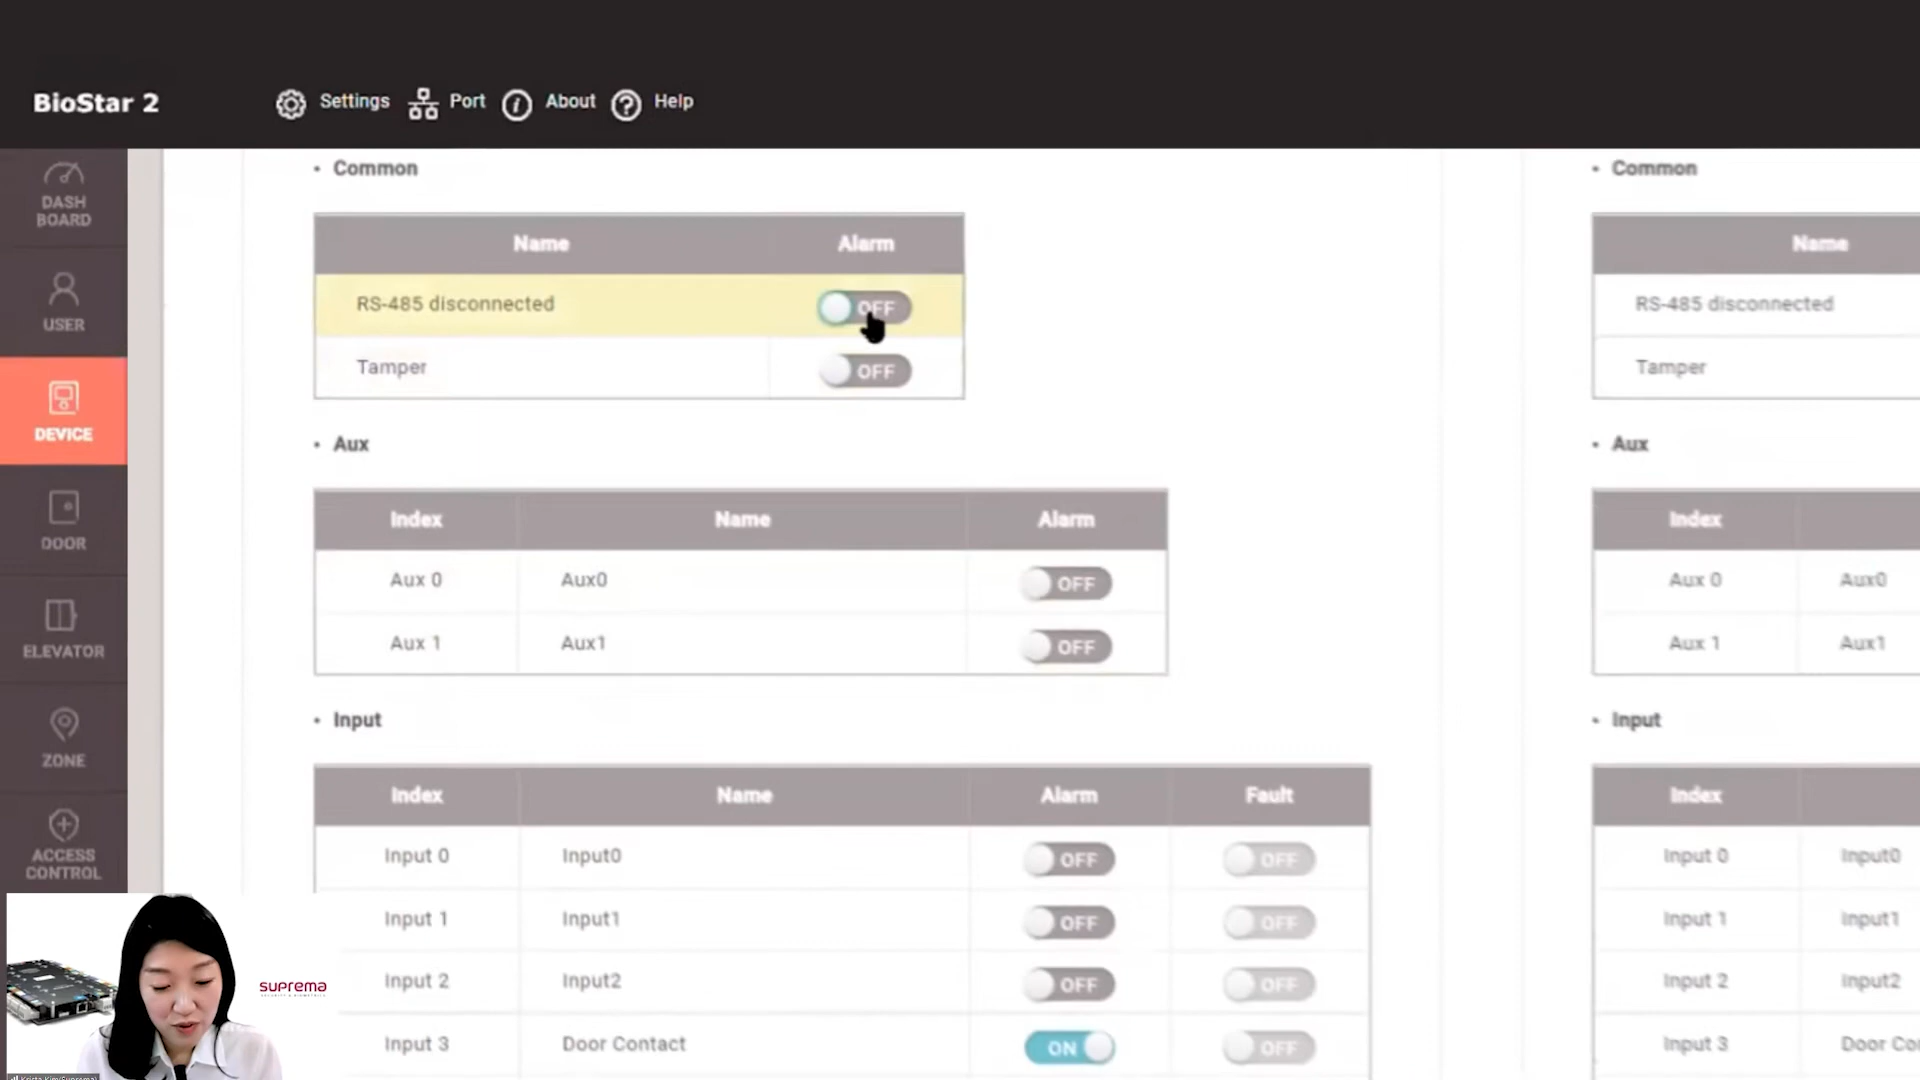 BioStar 2
Settings
Port
About
Help
DASH
BOARD
USER
DEVICE
DOOR
ELEVATOR
ZONE
ACCESS
CONTROL
• Common
Name Alarm
RS-485 disconnected OFF
Tamper OFF
• Aux
Index Name Alarm
Aux 0 Aux0 OFF
Aux 1 Aux1 OFF
• Input
Index Name Alarm Fault
Input 0 Input0 OFF OFF
Input 1 Input1 OFF OFF
Input 2 Input2 OFF OFF
Input 3 Door Contact ON OFF
• Common
Name
RS-485 disconnected
Tamper
• Aux
Index
Aux 0 Aux0
Aux 1 Aux1
• Input
Index
Input 0 Input0
Input 1 Input1
Input 2 Input2
Input 3 Door Co
suprema
SECURITY & BIOMETRICS